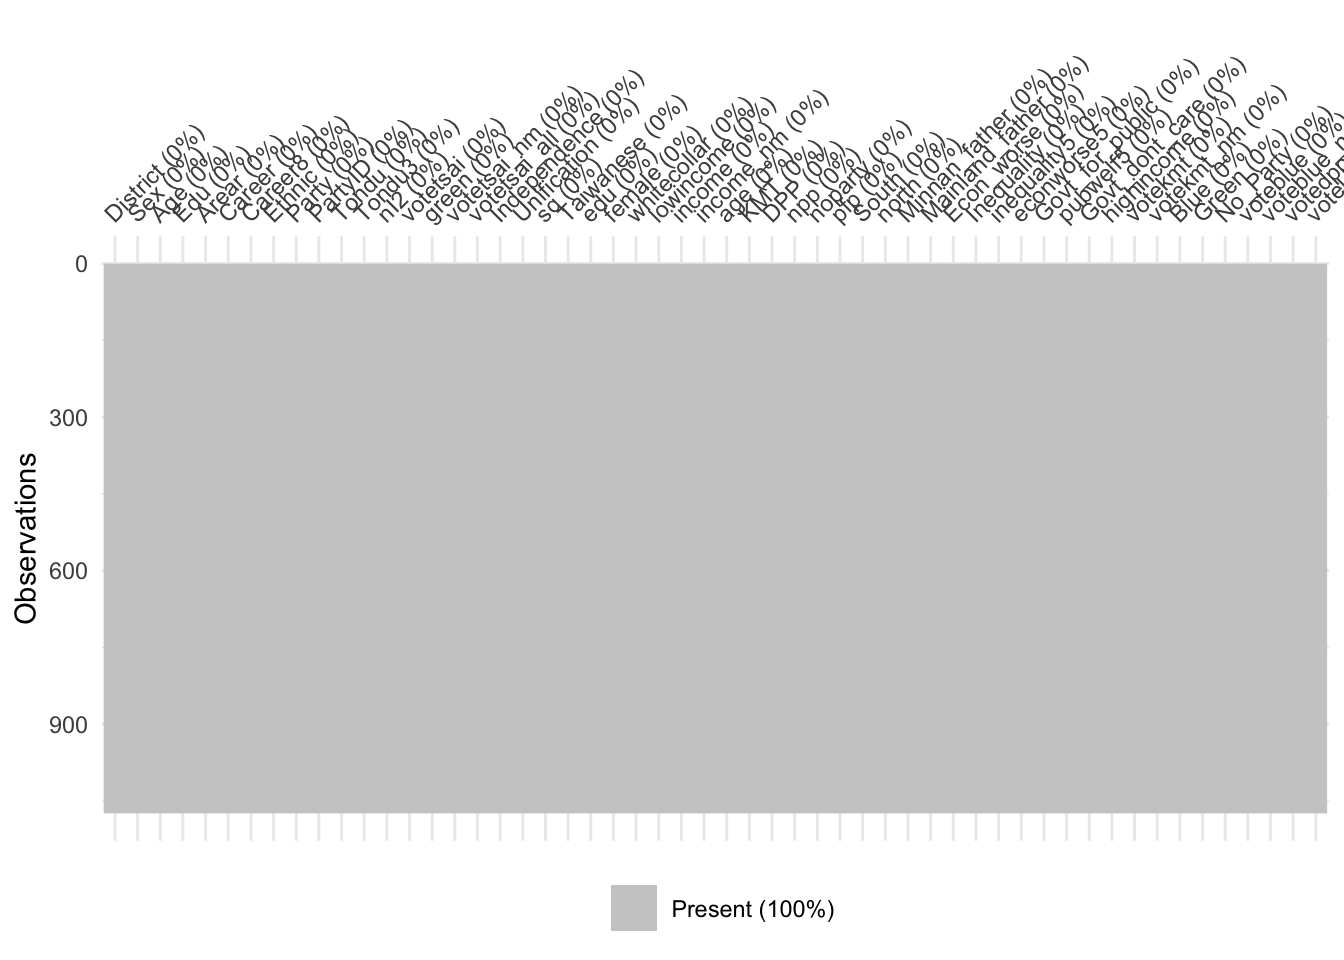 District (0%)
Sex (0%)
Age (0%)
Edu (0%)
Arear (0%)
Career (0%)
Career8 (0%)
Ethnic (0%)
Party (0%)
PartyID (0%)
Tondu (0%)
Tondu3 (0%)
nI2 (0%)
votetsai (0%)
green (0%)
votetsai_nm (0%)
votetsai_all (0%)
Independence (0%)
Unification (0%)
sq (0%)
Taiwanese (0%)
edu (0%)
female (0%)
whitecollar (0%)
lowincome (0%)
income (0%)
income_nm (0%)
age (0%)
KMT (0%)
DPP (0%)
npp (0%)
noparty (0%)
pfp (0%)
South (0%)
north (0%)
Minnan_father (0%)
Mainland_father (0%)
Econ_worse (0%)
Inequality (0%)
inequality5 (0%)
econworse5 (0%)
Govt_for_public (0%)
pubwelf5 (0%)
Govt_dont_care (0%)
highincome (0%)
votekmt (0%)
votekmt_nm (0%)
Blue (0%)
Green (0%)
No_Party (0%)
voteblue (0%)
voteblue_n
0
300
600
900
Observations
Present (100%)